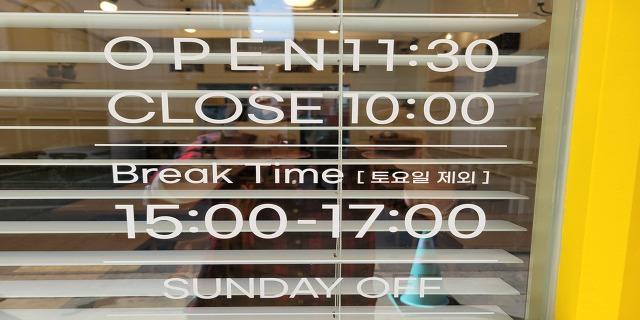 OPEN 11:30
CLOSE 10:00
Break Time [ 토요일 제외 ]
15:00-17:00
SUNDAY OFF